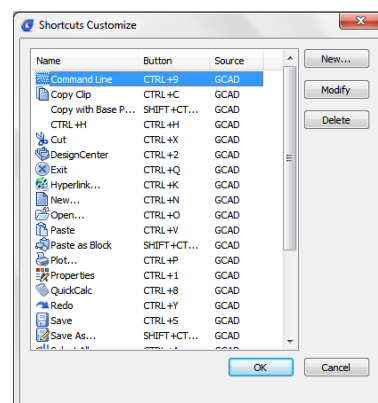 Shortcuts Customize
Name Button Source
Command Line CTRL+9 GCAD
Copy Clip CTRL+C GCAD
Copy with Base P... SHIFT+CT... GCAD
CTRL+H CTRL+H GCAD
Cut CTRL+X GCAD
DesignCenter CTRL+2 GCAD
Exit CTRL+Q GCAD
Hyperlink... CTRL+K GCAD
New... CTRL+N GCAD
Open... CTRL+O GCAD
Paste CTRL+V GCAD
Paste as Block SHIFT+CT... GCAD
Plot... CTRL+P GCAD
Properties CTRL+1 GCAD
QuickCalc CTRL+8 GCAD
Redo CTRL+Y GCAD
Save CTRL+S GCAD
Save As... SHIFT+CT... GCAD
New...
Modify
Delete
OK Cancel